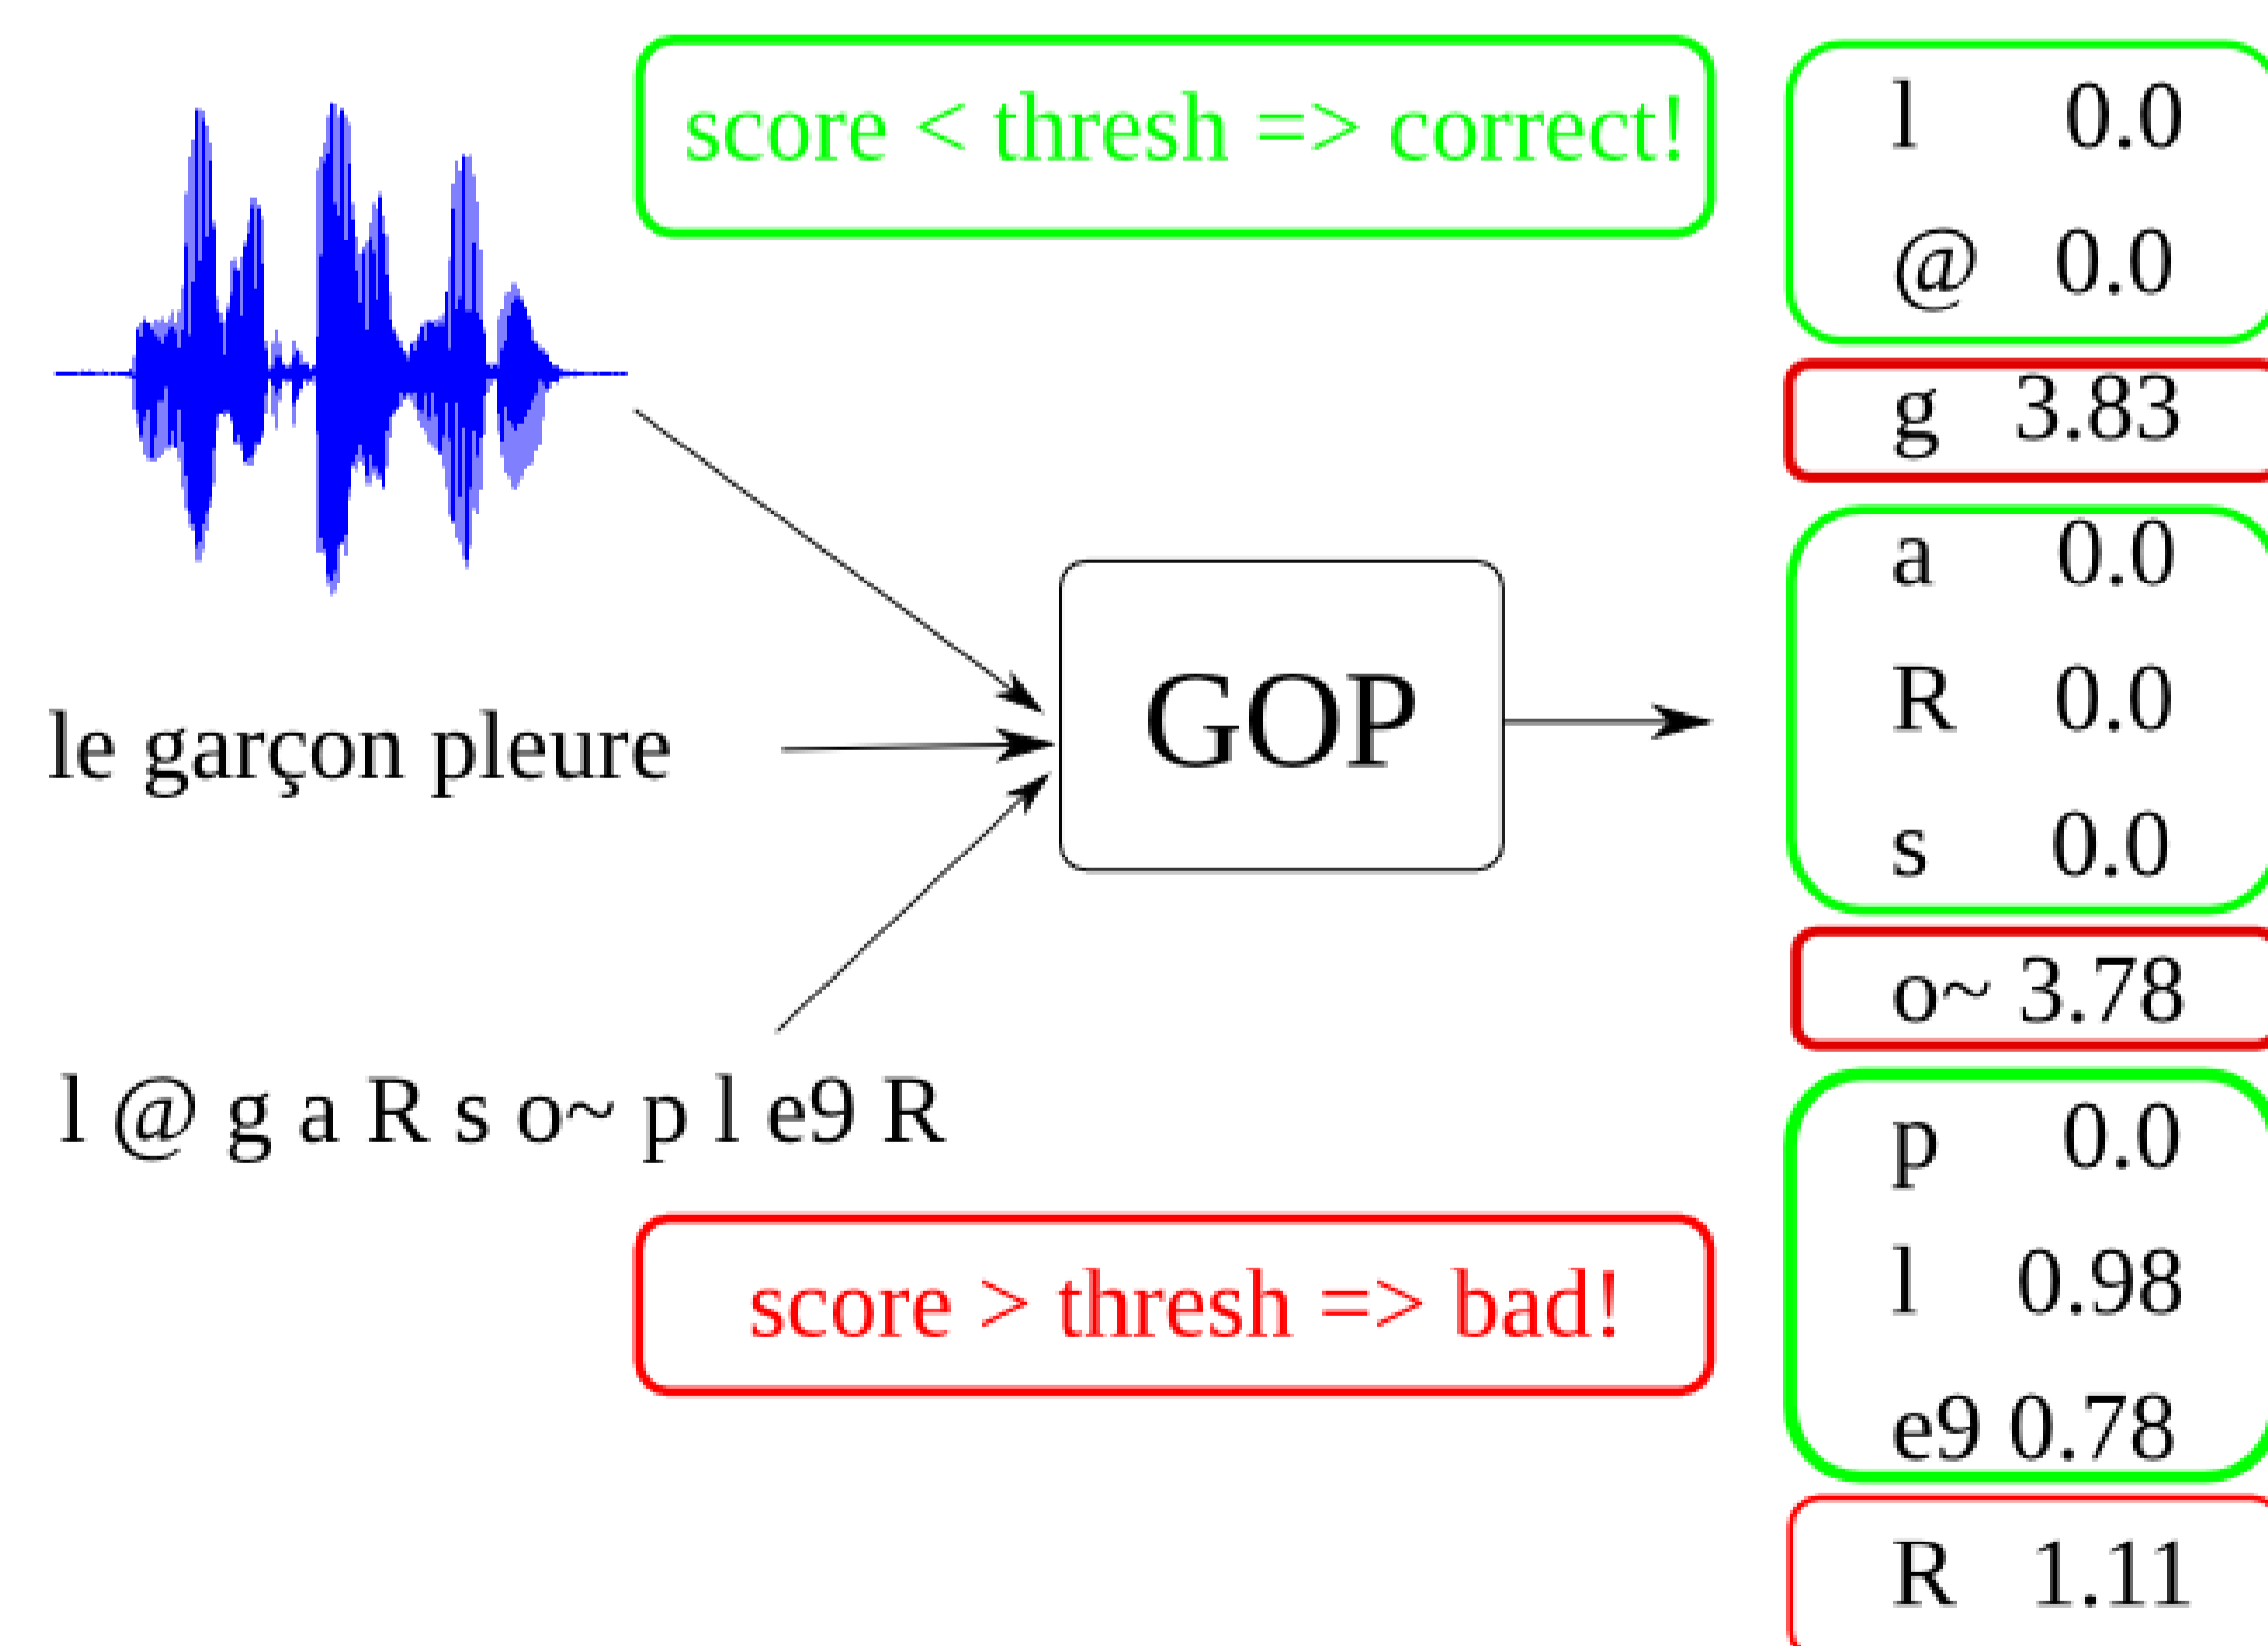 score < thresh => correct!
le garçon pleure
l @ g a R s o~ p l e9 R
score > thresh => bad!
GOP
l 0.0
@ 0.0
g 3.83
a 0.0
R 0.0
s 0.0
o~ 3.78
p 0.0
l 0.98
e9 0.78
R 1.11